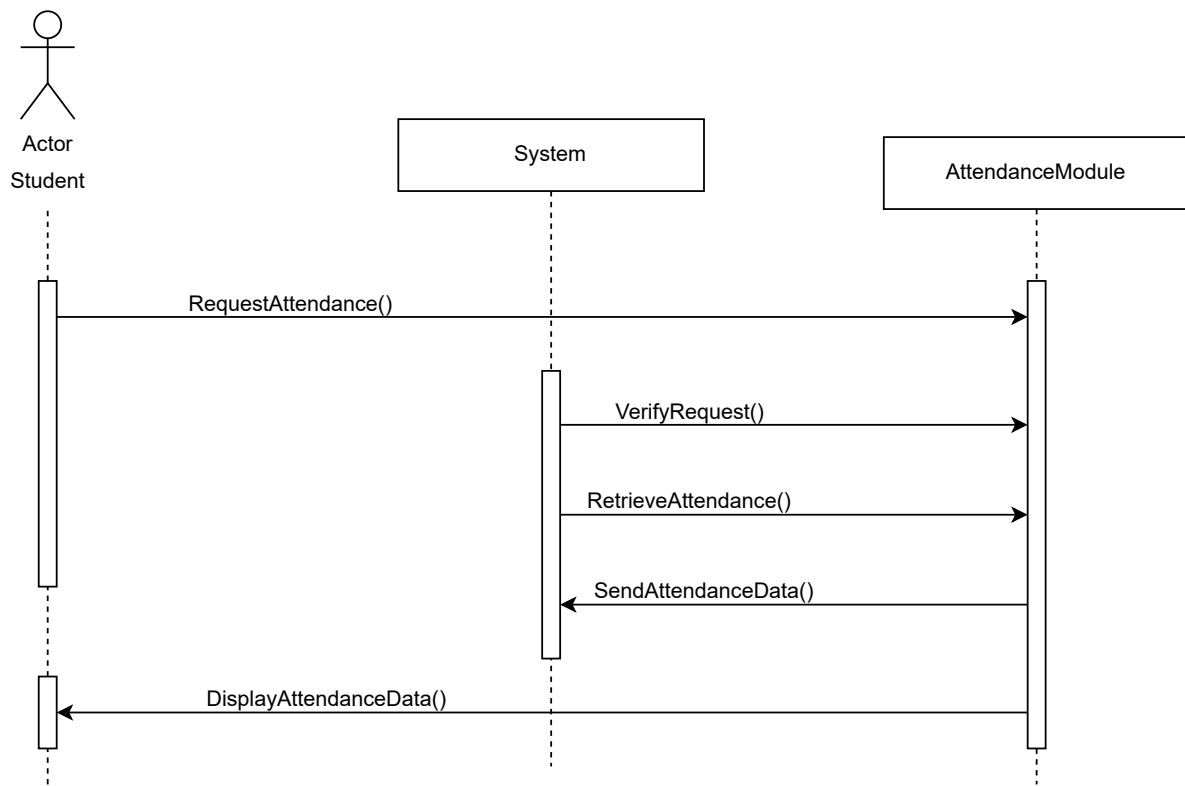 Actor
Student
System
AttendanceModule
RequestAttendance()
VerifyRequest()
RetrieveAttendance()
SendAttendanceData()
DisplayAttendanceData()